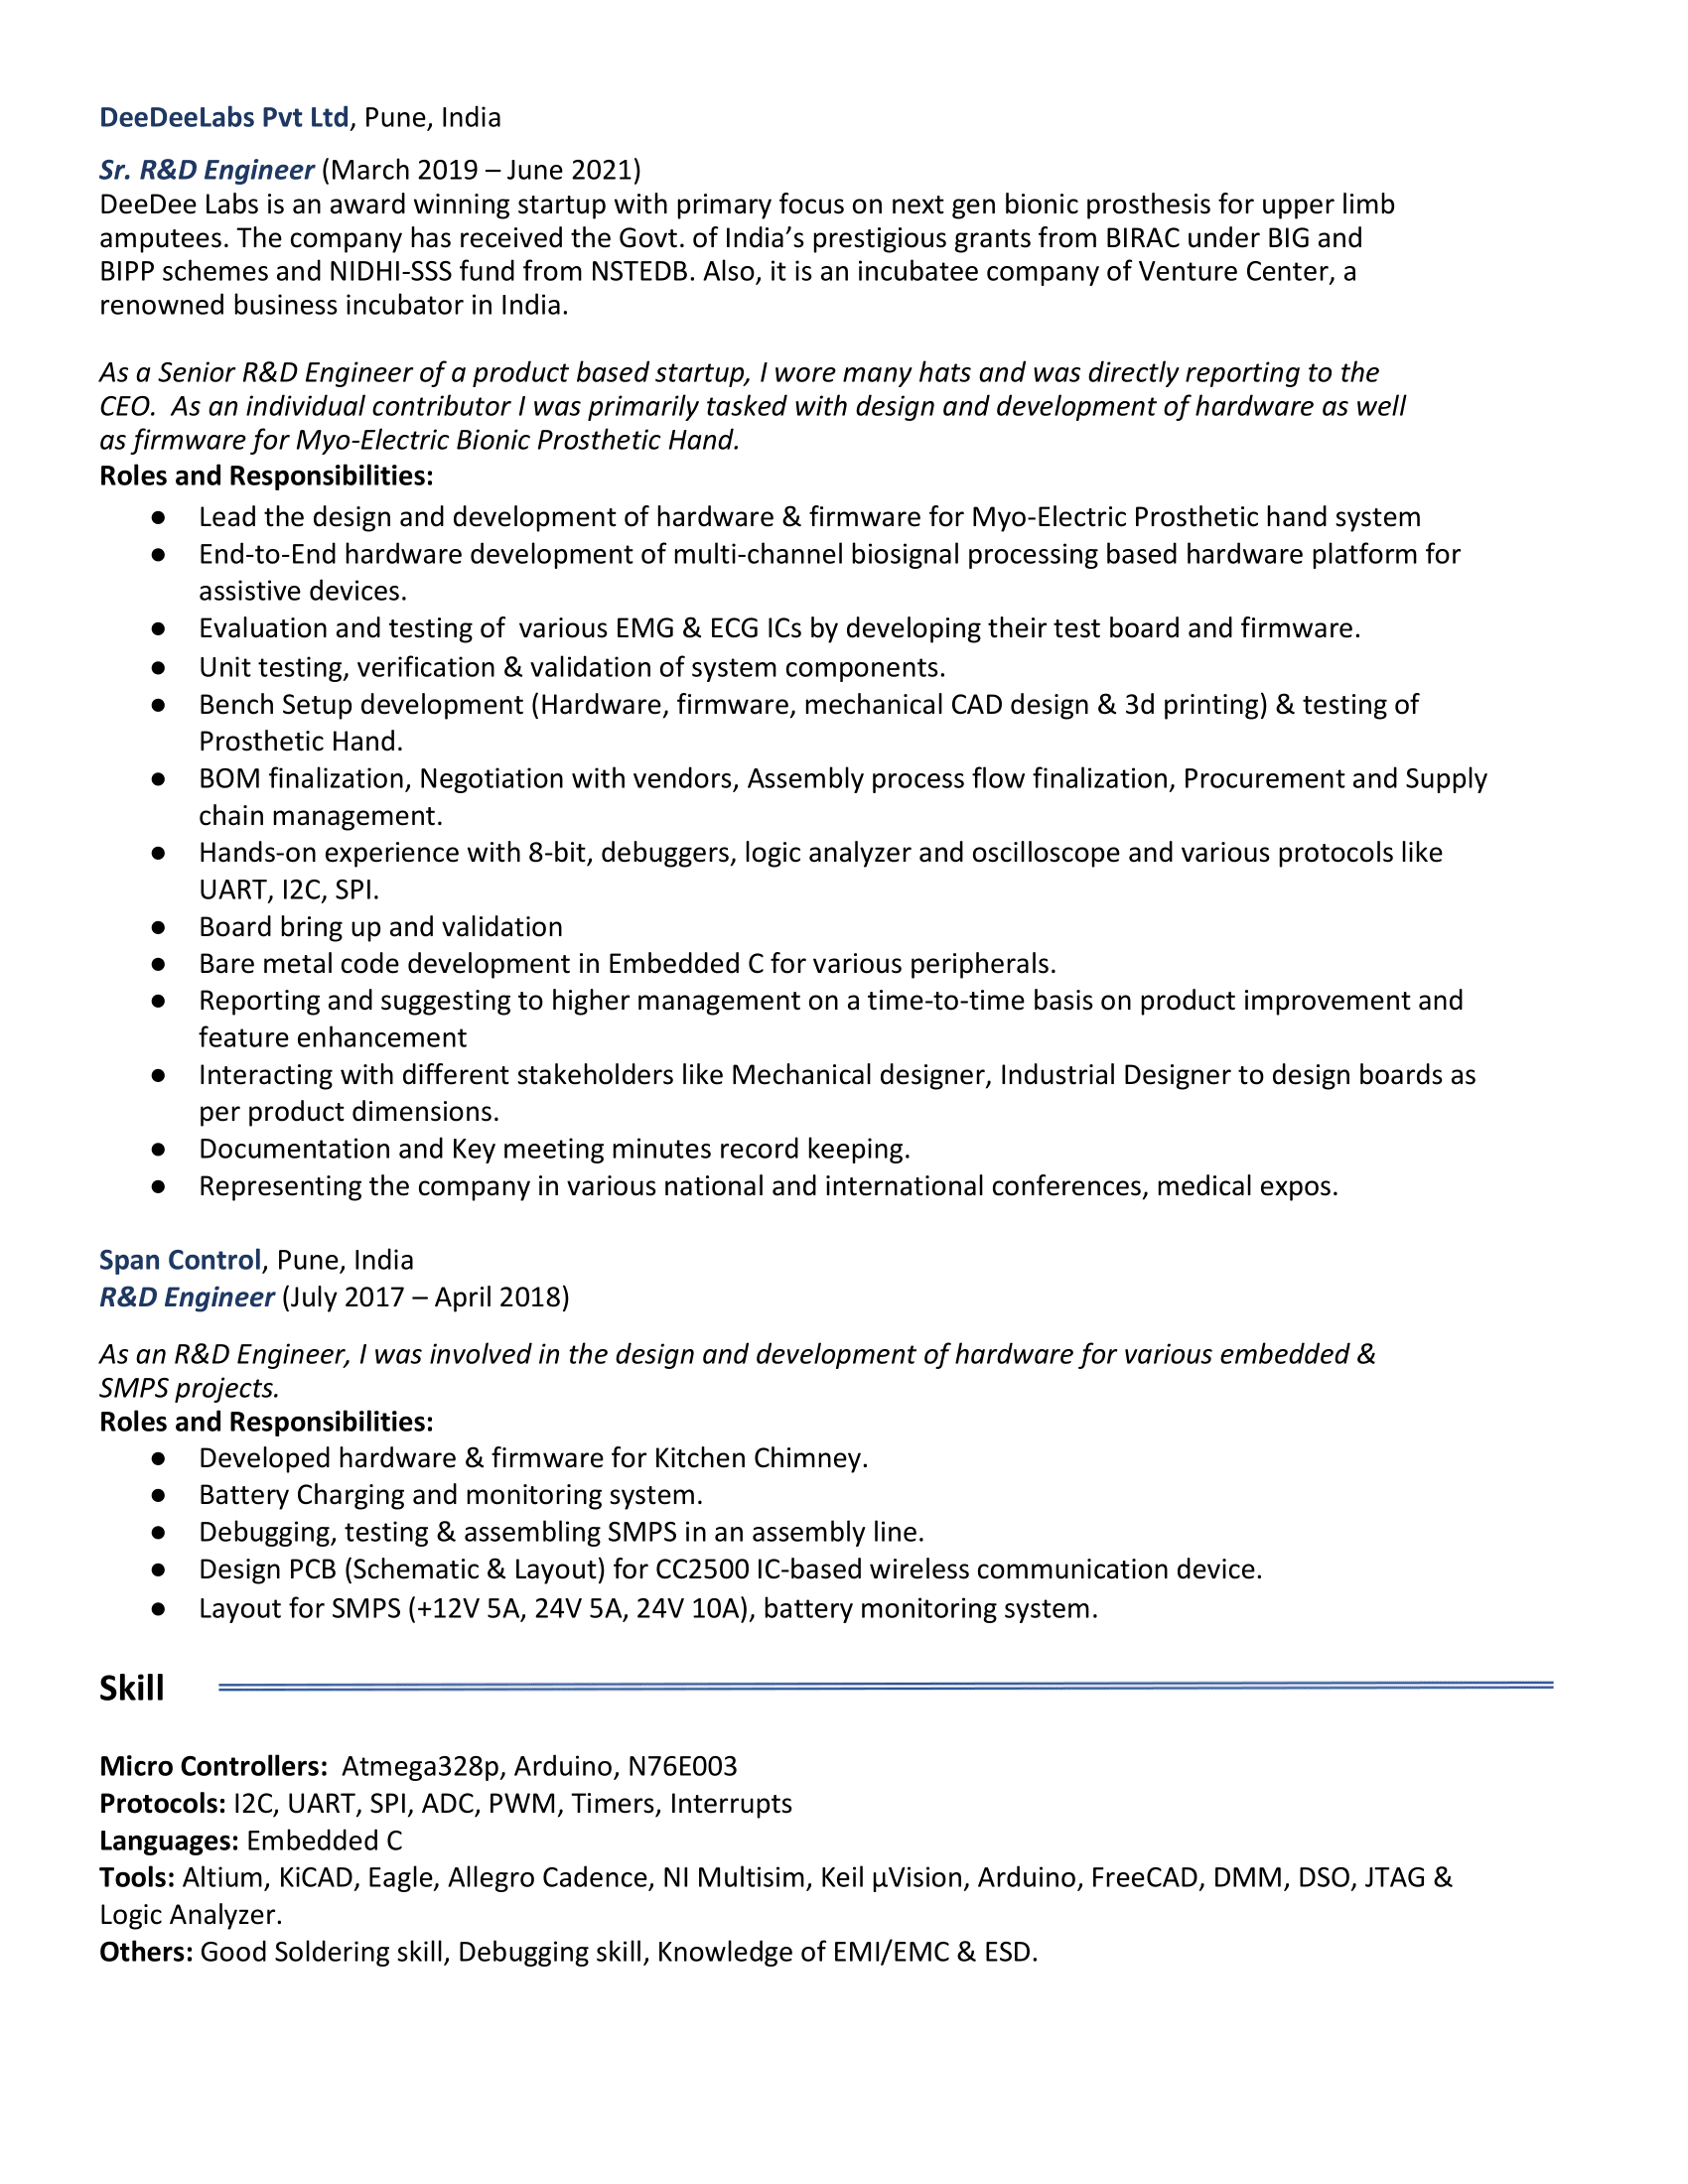 DeeDeeLabs Pvt Ltd, Pune, India
Sr. R&D Engineer (March 2019 – June 2021)
DeeDee Labs is an award winning startup with primary focus on next gen bionic prosthesis for upper limb
amputees. The company has received the Govt. of India’s prestigious grants from BIRAC under BIG and
BIPP schemes and NIDHI-SSS fund from NSTEDB. Also, it is an incubatee company of Venture Center, a
renowned business incubator in India.
As a Senior R&D Engineer of a product based startup, I wore many hats and was directly reporting to the
CEO.  As an individual contributor I was primarily tasked with design and development of hardware as well
as firmware for Myo-Electric Bionic Prosthetic Hand.
Roles and Responsibilities:
● Lead the design and development of hardware & firmware for Myo-Electric Prosthetic hand system
● End-to-End hardware development of multi-channel biosignal processing based hardware platform for
assistive devices.
● Evaluation and testing of  various EMG & ECG ICs by developing their test board and firmware.
● Unit testing, verification & validation of system components.
● Bench Setup development (Hardware, firmware, mechanical CAD design & 3d printing) & testing of
Prosthetic Hand.
● BOM finalization, Negotiation with vendors, Assembly process flow finalization, Procurement and Supply
chain management.
● Hands-on experience with 8-bit, debuggers, logic analyzer and oscilloscope and various protocols like
UART, I2C, SPI.
● Board bring up and validation
● Bare metal code development in Embedded C for various peripherals.
● Reporting and suggesting to higher management on a time-to-time basis on product improvement and
feature enhancement
● Interacting with different stakeholders like Mechanical designer, Industrial Designer to design boards as
per product dimensions.
● Documentation and Key meeting minutes record keeping.
● Representing the company in various national and international conferences, medical expos.
Span Control, Pune, India
R&D Engineer (July 2017 – April 2018)
As an R&D Engineer, I was involved in the design and development of hardware for various embedded &
SMPS projects.
Roles and Responsibilities:
● Developed hardware & firmware for Kitchen Chimney.
● Battery Charging and monitoring system.
● Debugging, testing & assembling SMPS in an assembly line.
● Design PCB (Schematic & Layout) for CC2500 IC-based wireless communication device.
● Layout for SMPS (+12V 5A, 24V 5A, 24V 10A), battery monitoring system.
Skill
Micro Controllers:  Atmega328p, Arduino, N76E003
Protocols: I2C, UART, SPI, ADC, PWM, Timers, Interrupts
Languages: Embedded C
Tools: Altium, KiCAD, Eagle, Allegro Cadence, NI Multisim, Keil µVision, Arduino, FreeCAD, DMM, DSO, JTAG &
Logic Analyzer.
Others: Good Soldering skill, Debugging skill, Knowledge of EMI/EMC & ESD.